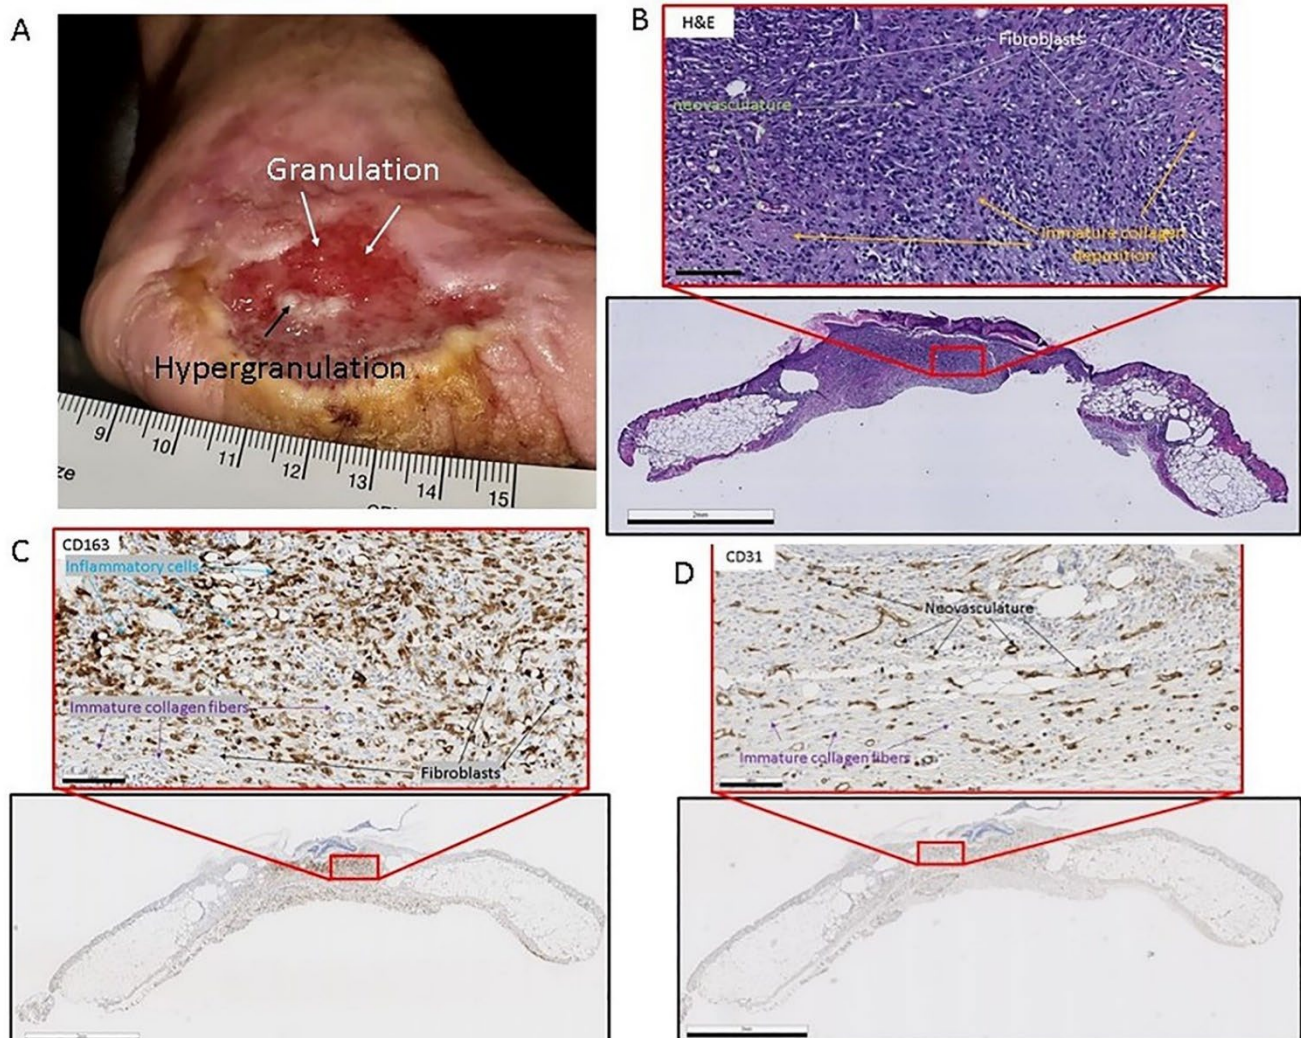 A
Granulation
Hypergranulation
9
10
11
12
13
14
15
ze
B
H&E
Fibroblasts
neovasculature
Immature collagen
deposition
2mm
C
CD163
Inflammatory cells
Immature collagen fibers
Fibroblasts
D
CD31
Neovasculature
Immature collagen fibers